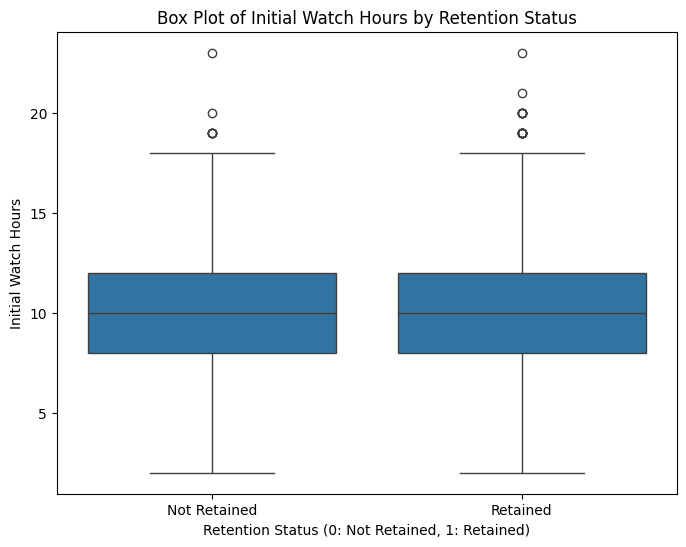 Box Plot of Initial Watch Hours by Retention Status
20
15
10
5
Initial Watch Hours
Not Retained
Retained
Retention Status (0: Not Retained, 1: Retained)